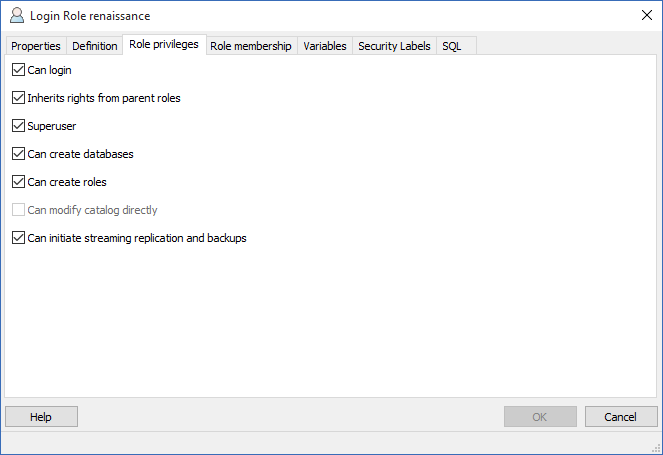 Login Role renaissance
Properties Definition Role privileges Role membership Variables Security Labels SQL
Can login
Inherits rights from parent roles
Superuser
Can create databases
Can create roles
Can modify catalog directly
Can initiate streaming replication and backups
Help OK Cancel